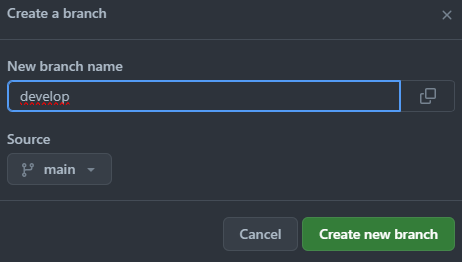 Create a branch
New branch name
develop
Source
main
Cancel
Create new branch